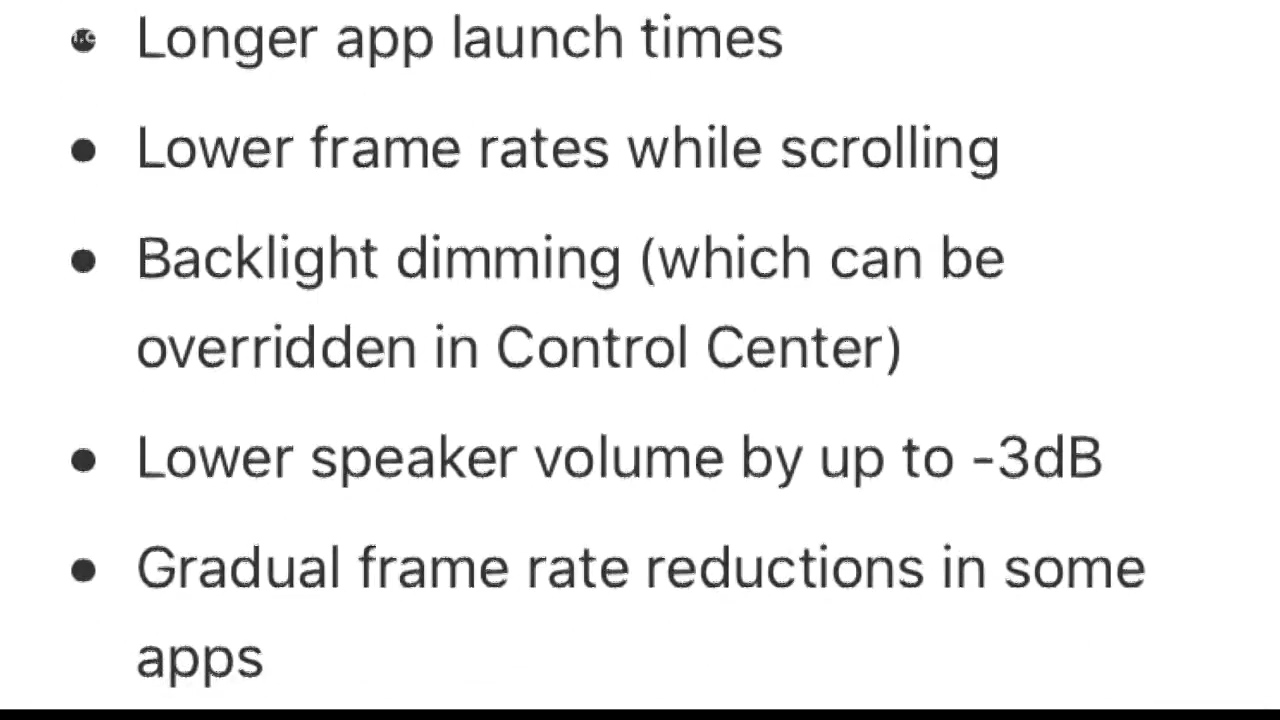 • Longer app launch times
• Lower frame rates while scrolling
• Backlight dimming (which can be
overridden in Control Center)
• Lower speaker volume by up to -3dB
• Gradual frame rate reductions in some
apps